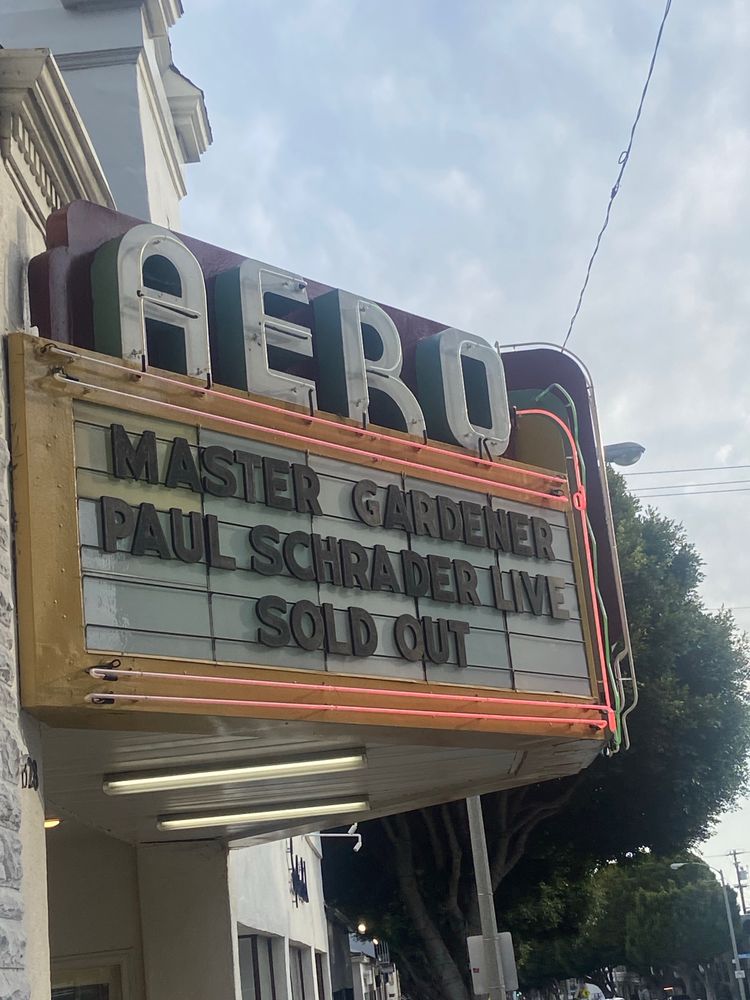 AERO
MASTER GARDENER
PAUL SCHRADER LIVE
SOLD OUT